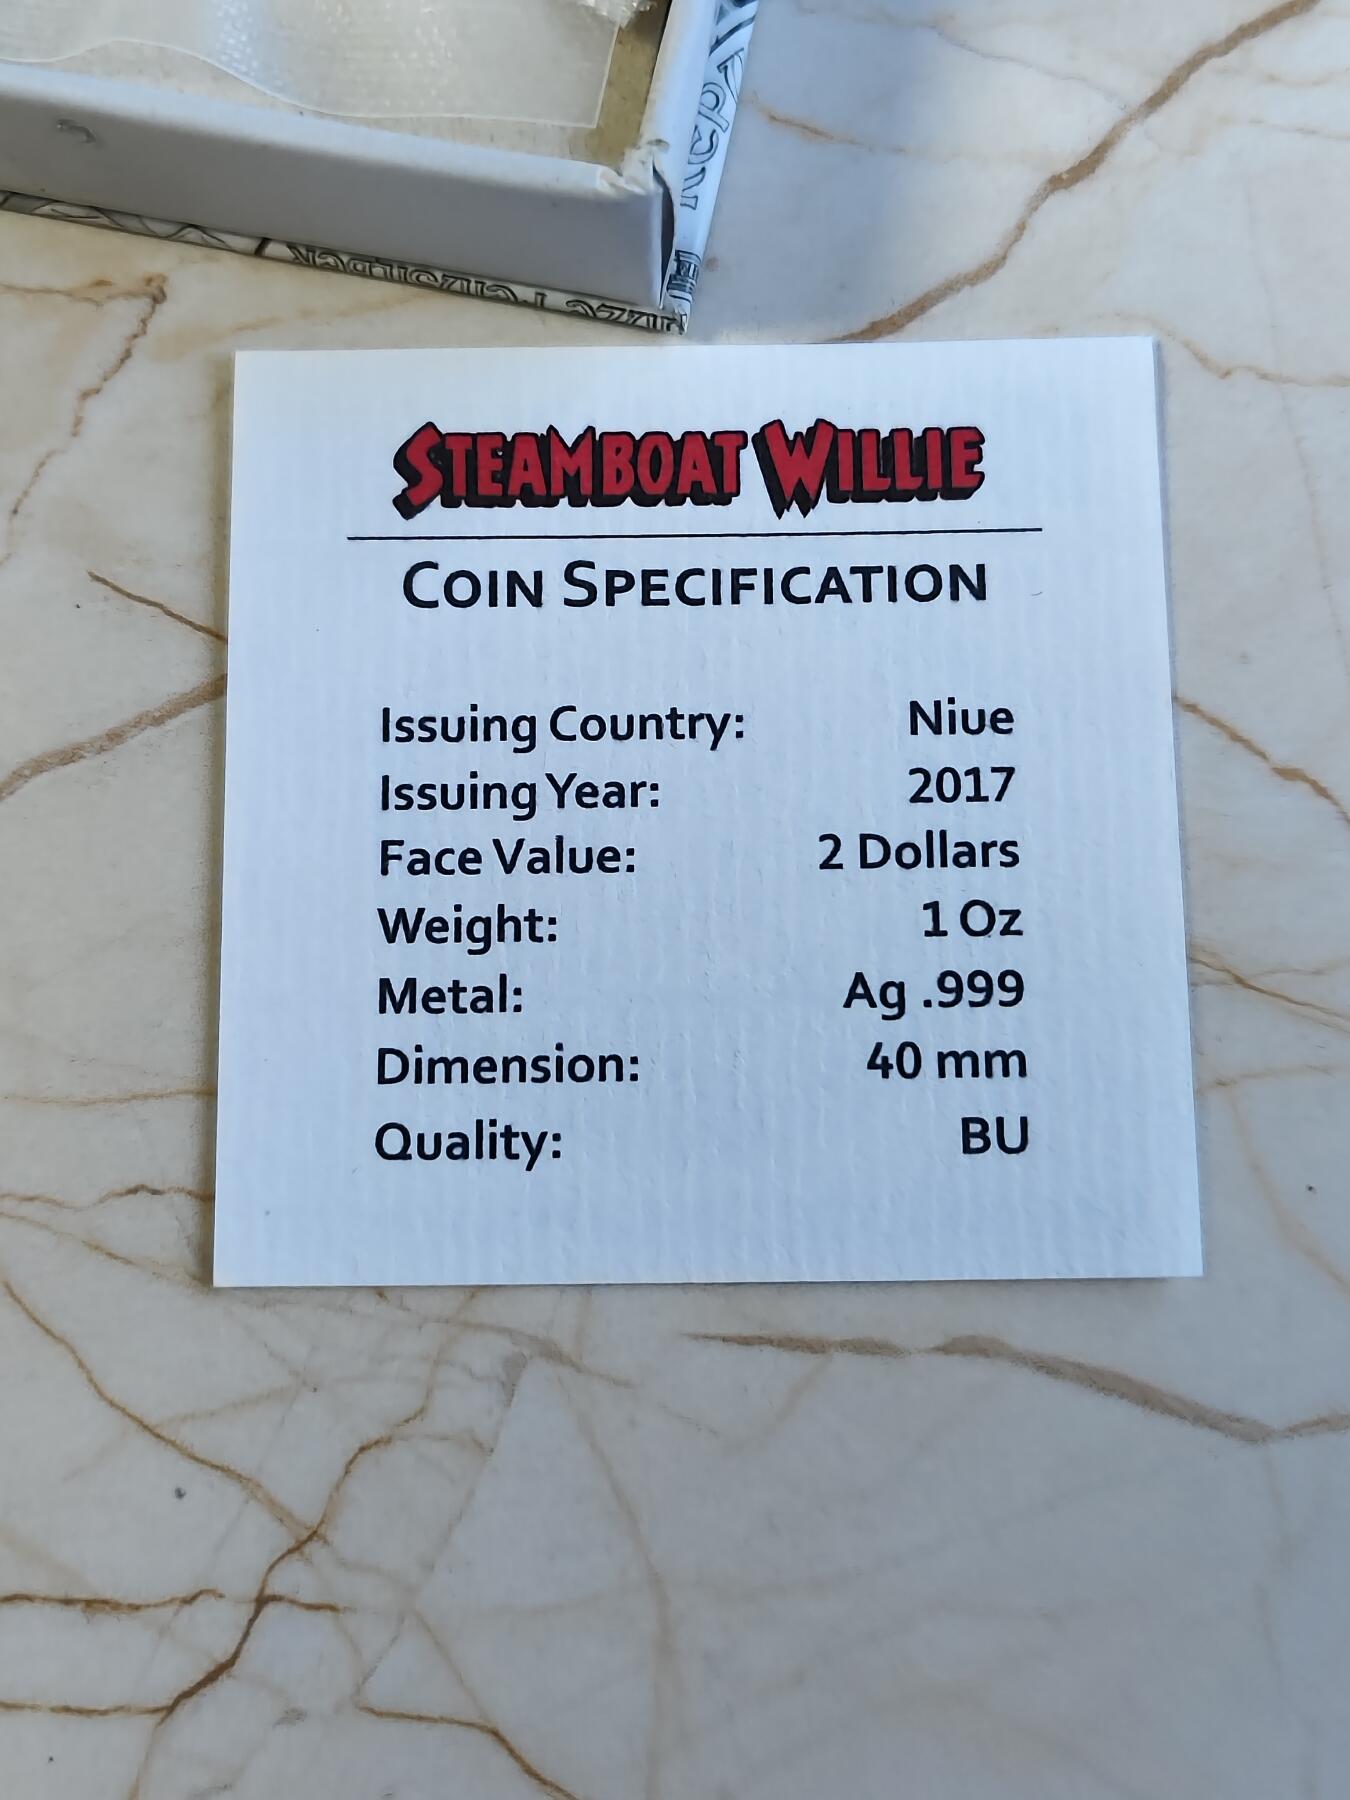 STEAMBOAT WILLIE
COIN SPECIFICATION
Issuing Country: Niue
Issuing Year: 2017
Face Value: 2 Dollars
Weight: 1 Oz
Metal: Ag .999
Dimension: 40 mm
Quality: BU